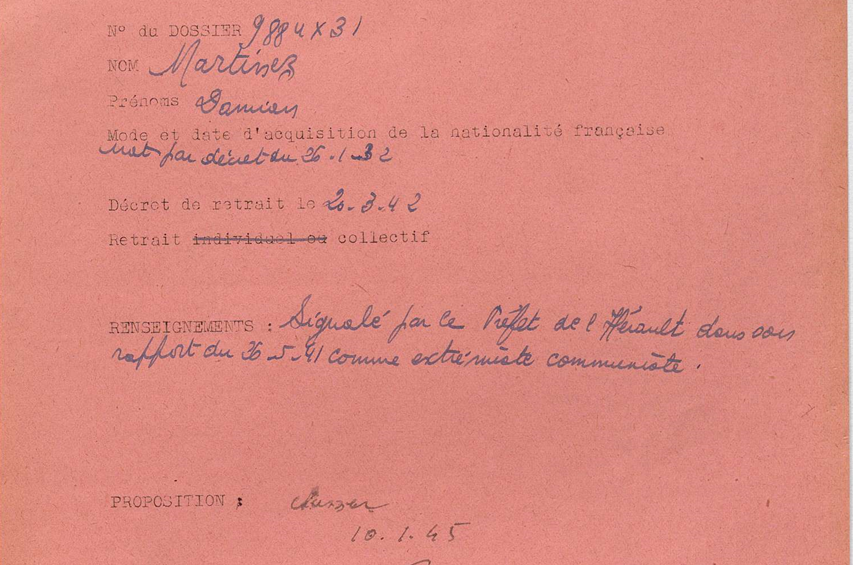 N° du DOSSIER 9884 X 31
NOM Martinez
Prénoms Damien
Mode et date d'acquisition de la nationalité française
Nat par décret du 26.1.32
Décret de retrait le 20.3.42
Retrait individuel ou collectif
RENSEIGNEMENTS : Signalé par le Préfet de l'Hérault dans son
rapport du 26-5-41 comme extrémiste communiste.
PROPOSITION :
10.1.45